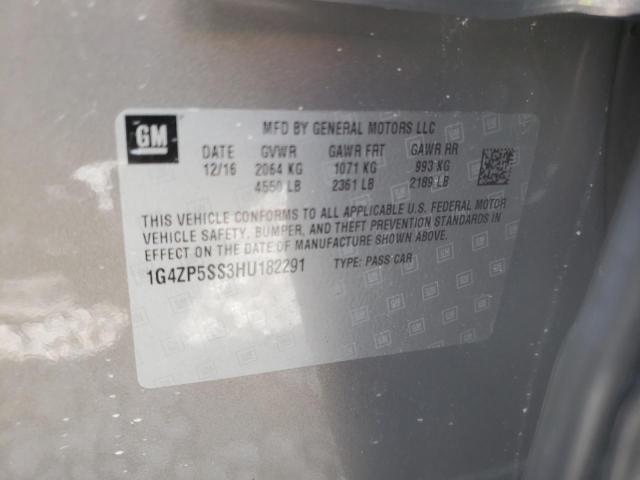 GM
MFD BY GENERAL MOTORS LLC
DATE GVWR GAWR FRT GAWR RR
12/16 2064 KG 1071 KG 993 KG
4550 LB 2361 LB 2189 LB
THIS VEHICLE CONFORMS TO ALL APPLICABLE U.S. FEDERAL MOTOR
VEHICLE SAFETY, BUMPER, AND THEFT PREVENTION STANDARDS IN
EFFECT ON THE DATE OF MANUFACTURE SHOWN ABOVE.
1G4ZP5SS3HU182291 TYPE: PASS CAR